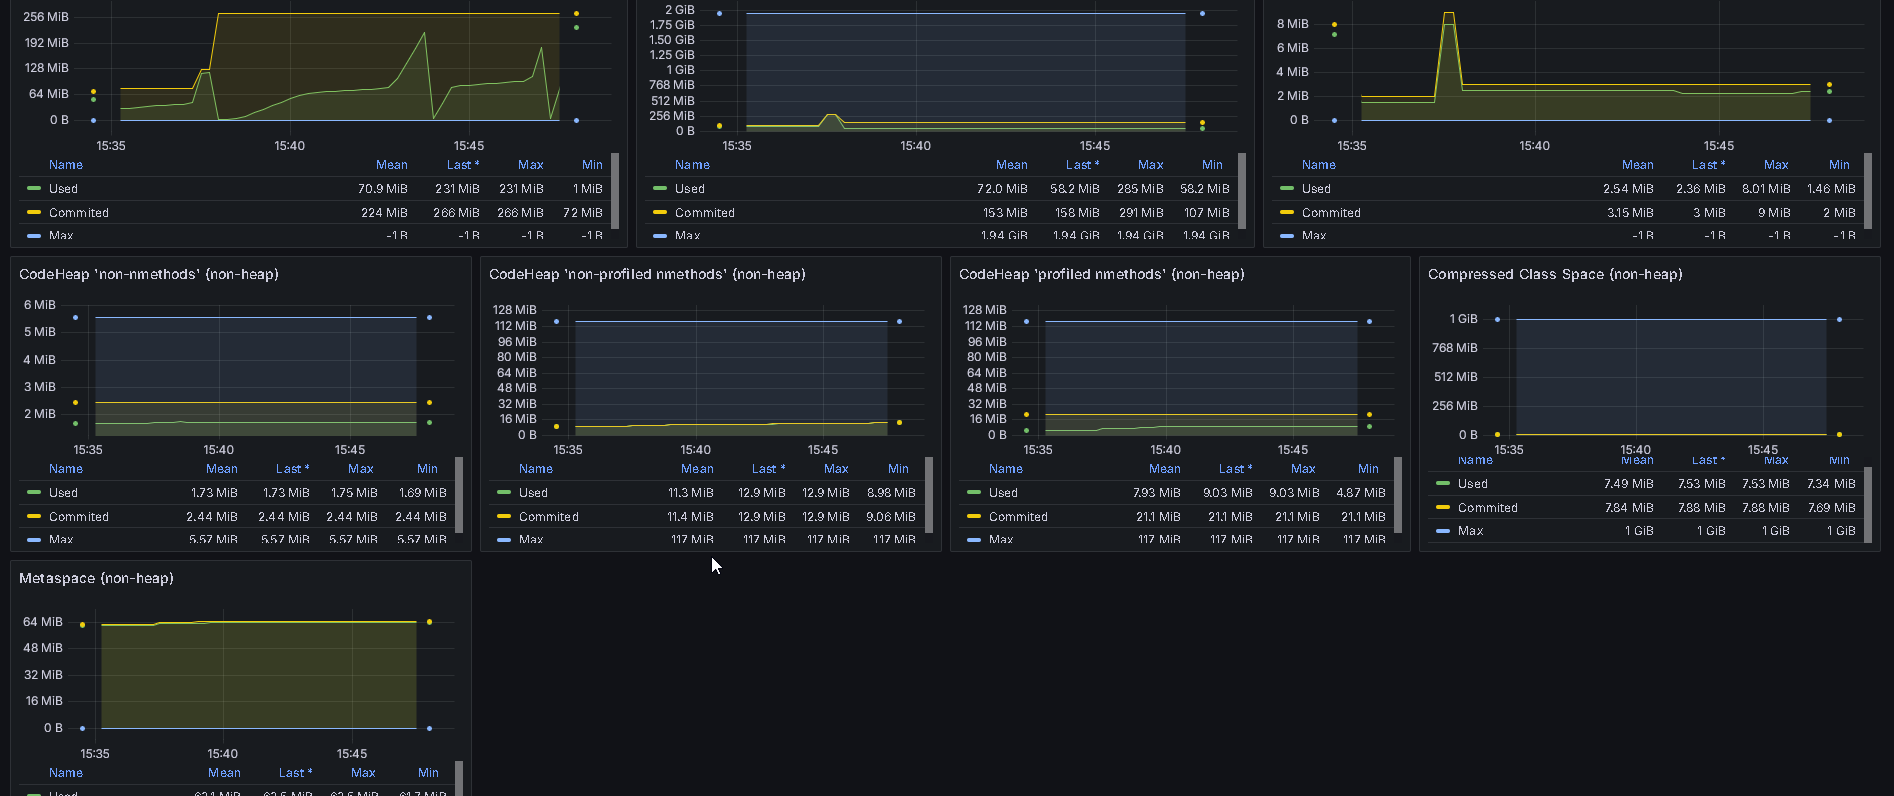 256 MiB
192 MiB
128 MiB
64 MiB
0 B
15:35 15:40 15:45
Name Mean Last * Max Min
Used 70.9 MiB 231 MiB 231 MiB 1 MiB
Commited 224 MiB 266 MiB 266 MiB 72 MiB
Max -1 B -1 B -1 B -1 B
2 GiB
1.75 GiB
1.50 GiB
1.25 GiB
1 GiB
768 MiB
512 MiB
256 MiB
0 B
15:35 15:40 15:45
Name Mean Last * Max Min
Used 72.0 MiB 58.2 MiB 285 MiB 58.2 MiB
Commited 153 MiB 158 MiB 291 MiB 107 MiB
Max 1.94 GiB 1.94 GiB 1.94 GiB 1.94 GiB
8 MiB
6 MiB
4 MiB
2 MiB
0 B
15:35 15:40 15:45
Name Mean Last * Max Min
Used 2.54 MiB 2.36 MiB 8.01 MiB 1.46 MiB
Commited 3.15 MiB 3 MiB 9 MiB 2 MiB
Max -1 B -1 B -1 B -1 B
CodeHeap 'non-nmethods' (non-heap)
6 MiB
5 MiB
4 MiB
3 MiB
2 MiB
15:35 15:40 15:45
Name Mean Last * Max Min
Used 1.73 MiB 1.73 MiB 1.75 MiB 1.69 MiB
Commited 2.44 MiB 2.44 MiB 2.44 MiB 2.44 MiB
Max 5.57 MiB 5.57 MiB 5.57 MiB 5.57 MiB
CodeHeap 'non-profiled nmethods' (non-heap)
128 MiB
112 MiB
96 MiB
80 MiB
64 MiB
48 MiB
32 MiB
16 MiB
0 B
15:35 15:40 15:45
Name Mean Last * Max Min
Used 11.3 MiB 12.9 MiB 12.9 MiB 8.98 MiB
Commited 11.4 MiB 12.9 MiB 12.9 MiB 9.06 MiB
Max 117 MiB 117 MiB 117 MiB 117 MiB
CodeHeap 'profiled nmethods' (non-heap)
128 MiB
112 MiB
96 MiB
80 MiB
64 MiB
48 MiB
32 MiB
16 MiB
0 B
15:35 15:40 15:45
Name Mean Last * Max Min
Used 7.93 MiB 9.03 MiB 9.03 MiB 4.87 MiB
Commited 21.1 MiB 21.1 MiB 21.1 MiB 21.1 MiB
Max 117 MiB 117 MiB 117 MiB 117 MiB
Compressed Class Space (non-heap)
1 GiB
768 MiB
512 MiB
256 MiB
0 B
15:35 15:40 15:45
Name Mean Last * Max Min
Used 7.49 MiB 7.53 MiB 7.53 MiB 7.34 MiB
Commited 7.84 MiB 7.88 MiB 7.88 MiB 7.69 MiB
Max 1 GiB 1 GiB 1 GiB 1 GiB
Metaspace (non-heap)
64 MiB
48 MiB
32 MiB
16 MiB
0 B
15:35 15:40 15:45
Name Mean Last * Max Min
Used